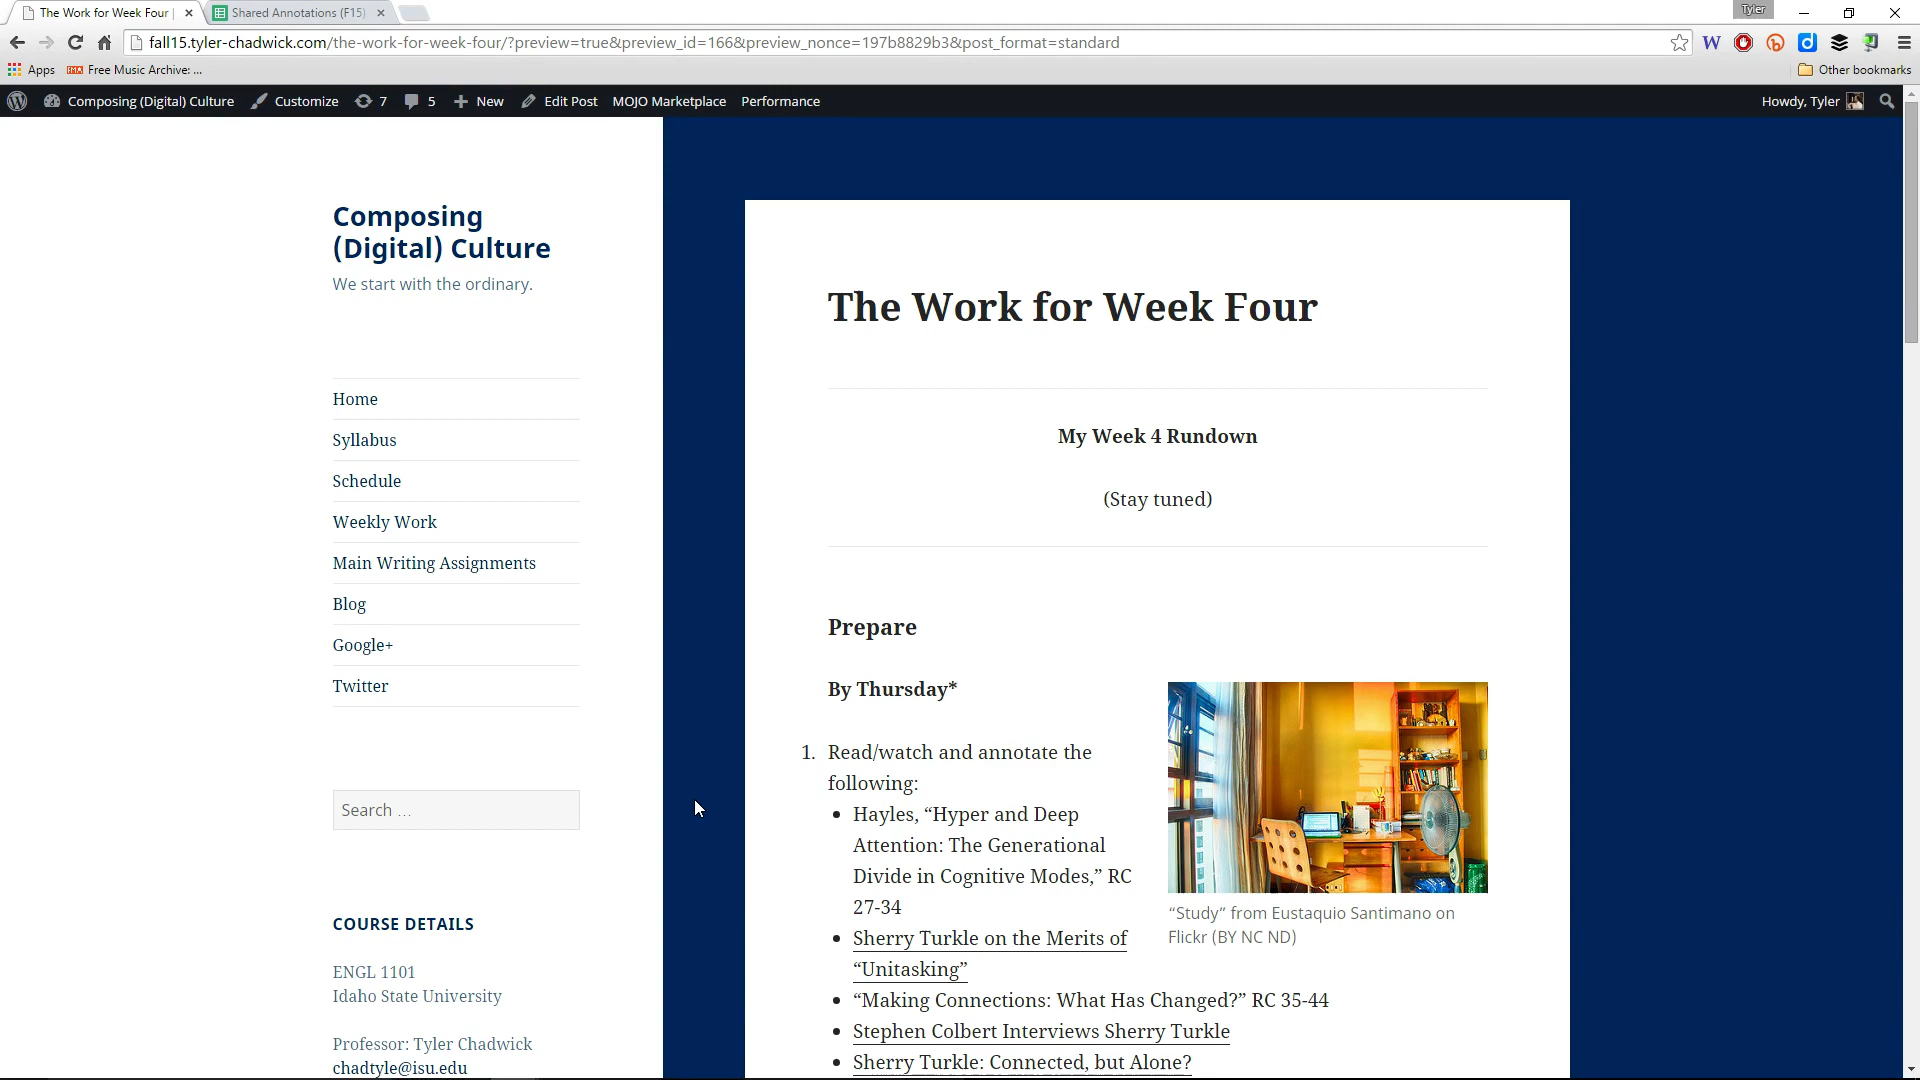 The Work for Week Four |
Shared Annotations (F15)
Tyler
fall15.tyler-chadwick.com/the-work-for-week-four/?preview=true&preview_id=166&preview_nonce=197b8829b3&post_format=standard
Apps
Free Music Archive: ...
Other bookmarks
Composing (Digital) Culture
Customize
7
5
New
Edit Post
MOJO Marketplace
Performance
Howdy, Tyler
Composing
(Digital) Culture
We start with the ordinary.
Home
Syllabus
Schedule
Weekly Work
Main Writing Assignments
Blog
Google+
Twitter
Search …
COURSE DETAILS
ENGL 1101
Idaho State University
Professor: Tyler Chadwick
chadtyle@isu.edu
The Work for Week Four
My Week 4 Rundown
(Stay tuned)
Prepare
By Thursday*
1. Read/watch and annotate the
following:
• Hayles, “Hyper and Deep
Attention: The Generational
Divide in Cognitive Modes,” RC
27-34
• Sherry Turkle on the Merits of
“Unitasking”
• “Making Connections: What Has Changed?” RC 35-44
• Stephen Colbert Interviews Sherry Turkle
• Sherry Turkle: Connected, but Alone?
“Study” from Eustaquio Santimano on
Flickr (BY NC ND)